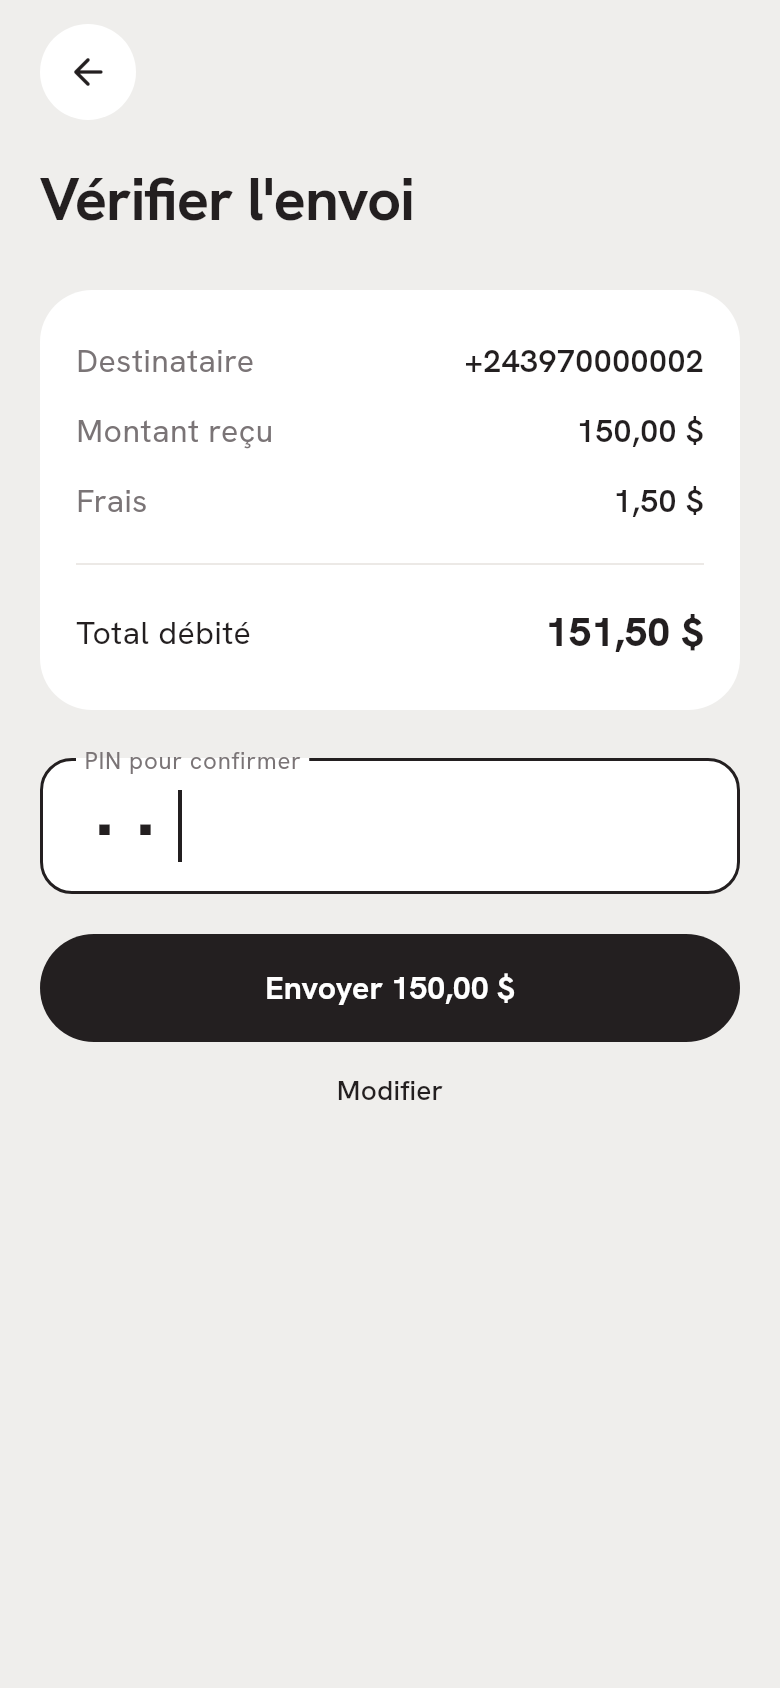 Vérifier l'envoi
Destinataire +243970000002
Montant reçu 150,00 $
Frais 1,50 $
Total débité 151,50 $
PIN pour confirmer
Envoyer 150,00 $
Modifier